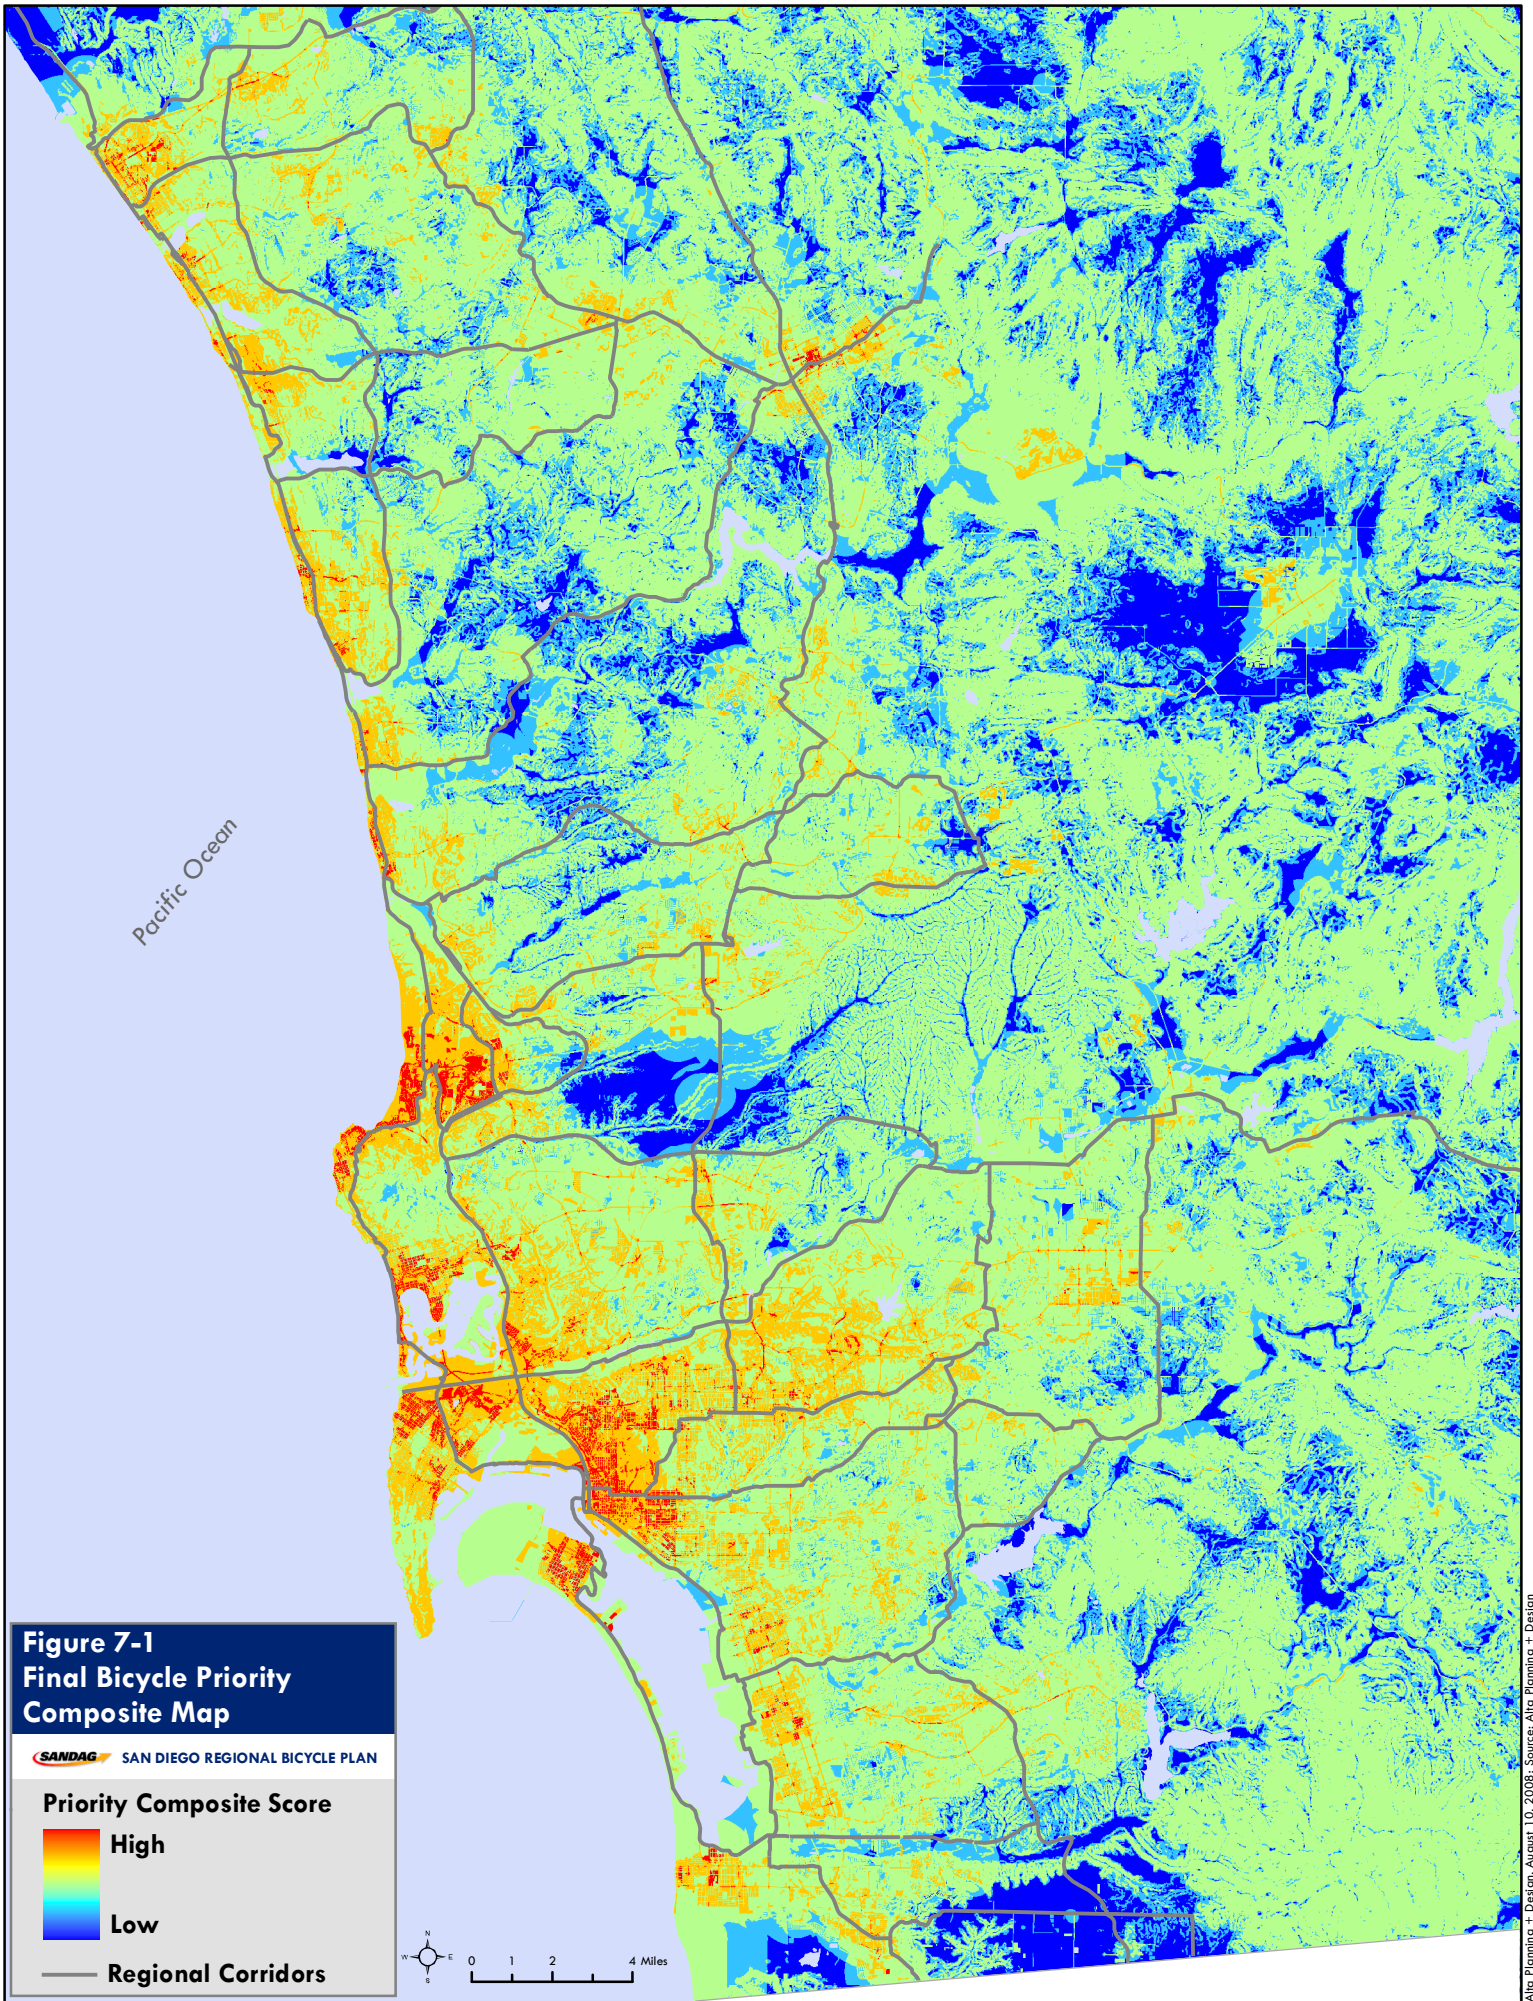 Pacific Ocean
Figure 7-1
Final Bicycle Priority
Composite Map
SANDAG SAN DIEGO REGIONAL BICYCLE PLAN
Priority Composite Score
High
Low
Regional Corridors
N
W E
S
0 1 2 4 Miles
Alta Planning + Design, August 10, 2008; Source: Alta Planning + Design